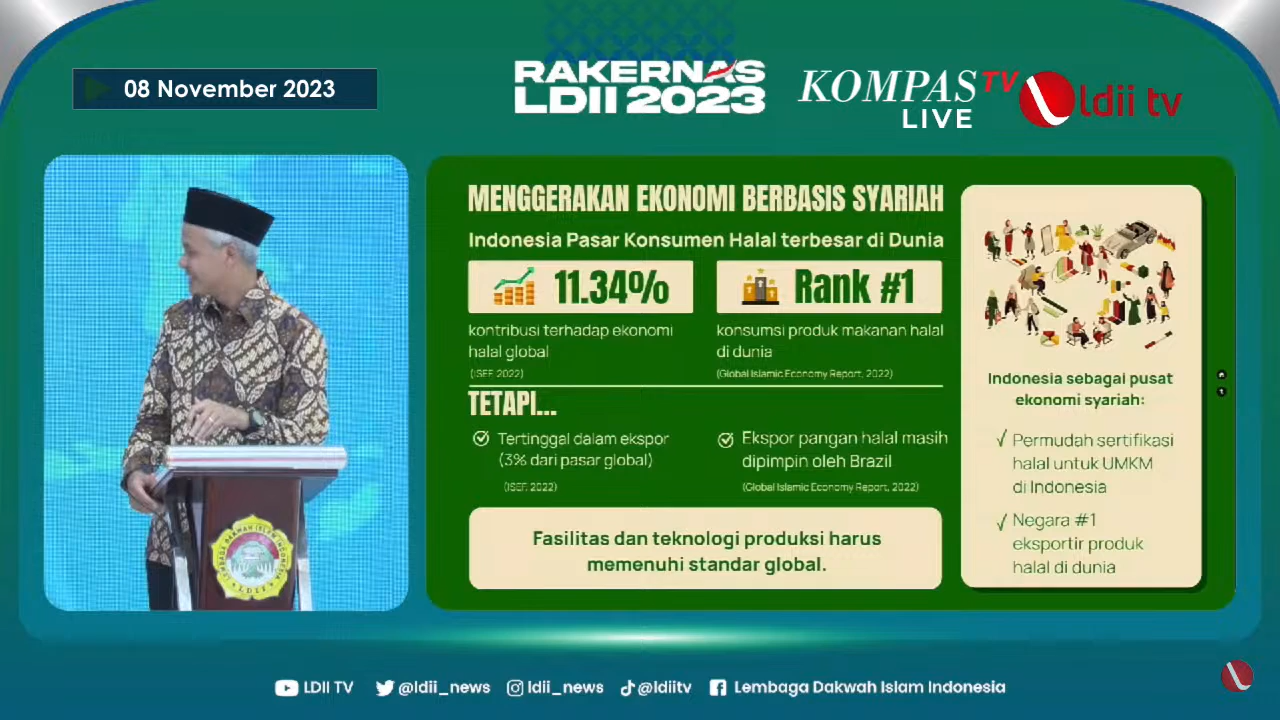 08 November 2023
RAKERNAS
LDII 2023
KOMPAS TV
LIVE
ldii tv
MENGGERAKAN EKONOMI BERBASIS SYARIAH
Indonesia Pasar Konsumen Halal terbesar di Dunia
11.34%
kontribusi terhadap ekonomi
halal global
(ISEF, 2022)
Rank #1
konsumsi produk makanan halal
di dunia
(Global Islamic Economy Report, 2022)
TETAPI...
Tertinggal dalam ekspor
(3% dari pasar global)
(ISEF, 2022)
Ekspor pangan halal masih
dipimpin oleh Brazil
(Global Islamic Economy Report, 2022)
Fasilitas dan teknologi produksi harus
memenuhi standar global.
Indonesia sebagai pusat
ekonomi syariah:
√ Permudah sertifikasi
halal untuk UMKM
di Indonesia
√ Negara #1
eksportir produk
halal di dunia
LEMBAGA DAKWAH ISLAM INDONESIA
LDII
LDII TV
@ldii_news
ldii_news
@ldiitv
Lembaga Dakwah Islam Indonesia